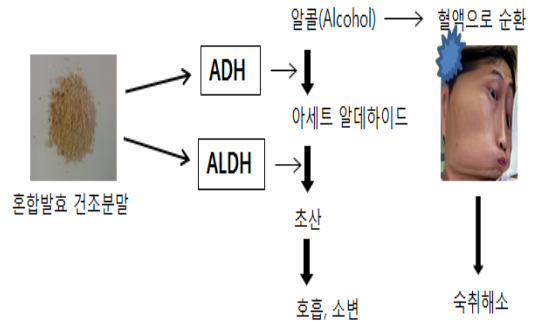 알콜(Alcohol)
혈액으로 순환
ADH
아세트 알데하이드
ALDH
혼합발효 건조분말
초산
호흡, 소변
숙취해소